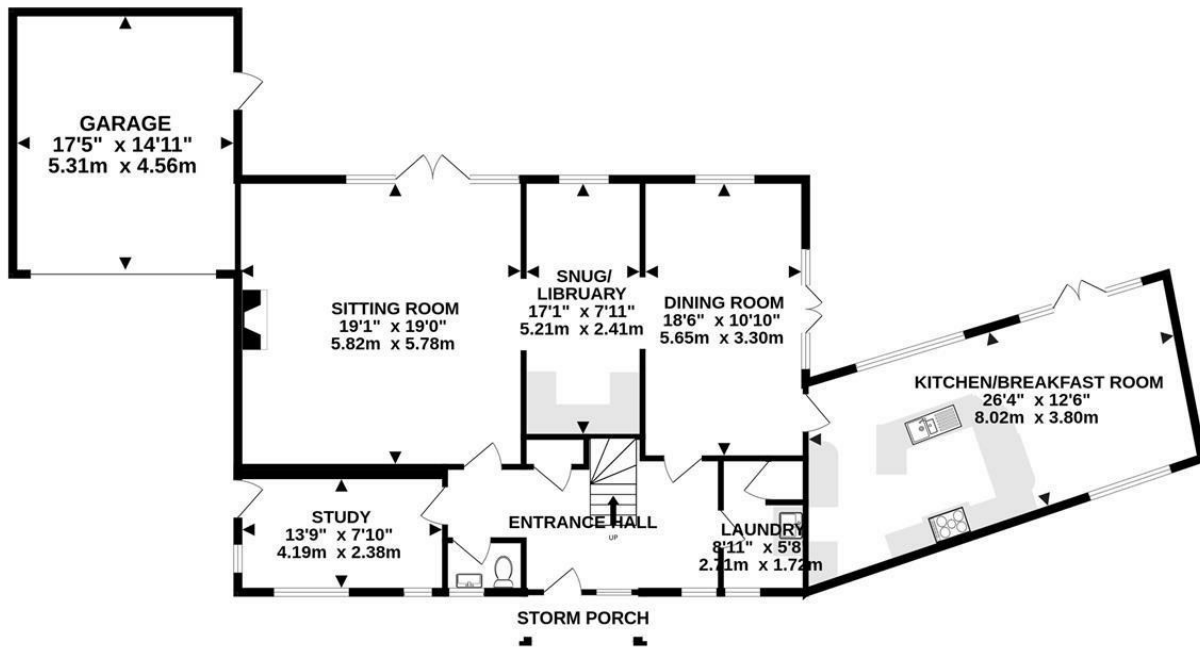 GARAGE
17'5" x 14'11"
5.31m x 4.56m
SITTING ROOM
19'1" x 19'0"
5.82m x 5.78m
SNUG/
LIBRUARY
17'1" x 7'11"
5.21m x 2.41m
DINING ROOM
18'6" x 10'10"
5.65m x 3.30m
KITCHEN/BREAKFAST ROOM
26'4" x 12'6"
8.02m x 3.80m
STUDY
13'9" x 7'10"
4.19m x 2.38m
ENTRANCE HALL
UP
LAUNDRY
8'11" x 5'8
2.71m x 1.72m
STORM PORCH